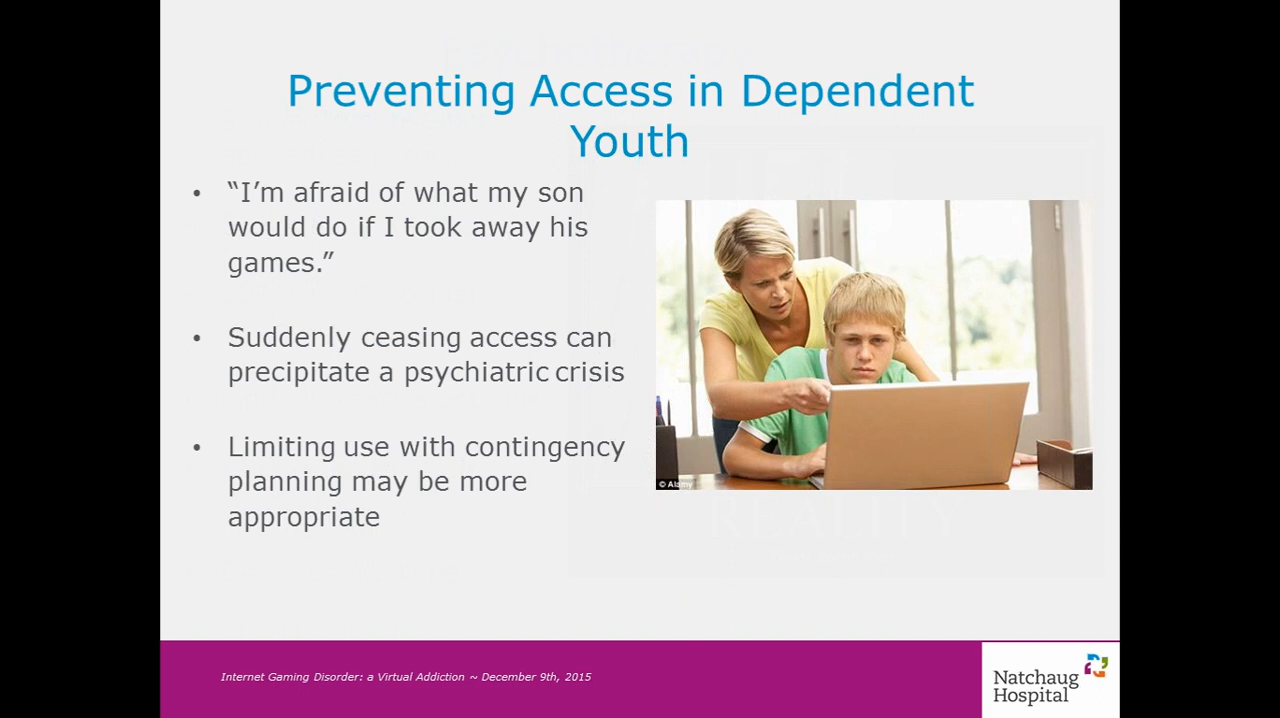 Preventing Access in Dependent
Youth
• “I’m afraid of what my son
would do if I took away his
games.”
• Suddenly ceasing access can
precipitate a psychiatric crisis
• Limiting use with contingency
planning may be more
appropriate
© Alamy
REALITY
Internet Gaming Disorder: a Virtual Addiction ~ December 9th, 2015
Natchaug
Hospital